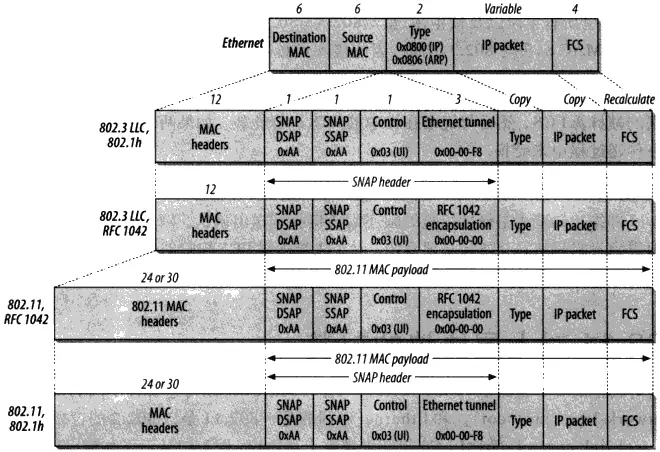 6 6 2 Variable 4
Ethernet Destination MAC Source MAC Type 0x0800 (IP) 0x0806 (ARP) IP packet FCS
12 1 1 1 3 Copy Copy Recalculate
802.3 LLC, 802.1h MAC headers SNAP DSAP 0xAA SNAP SSAP 0xAA Control 0x03 (UI) Ethernet tunnel 0x00-00-F8 Type IP packet FCS
SNAP header
12
802.3 LLC, RFC 1042 MAC headers SNAP DSAP 0xAA SNAP SSAP 0xAA Control 0x03 (UI) RFC 1042 encapsulation 0x00-00-00 Type IP packet FCS
802.11 MAC payload
24 or 30
802.11, RFC 1042 802.11 MAC headers SNAP DSAP 0xAA SNAP SSAP 0xAA Control 0x03 (UI) RFC 1042 encapsulation 0x00-00-00 Type IP packet FCS
802.11 MAC payload
SNAP header
24 or 30
802.11, 802.1h MAC headers SNAP DSAP 0xAA SNAP SSAP 0xAA Control 0x03 (UI) Ethernet tunnel 0x00-00-F8 Type IP packet FCS